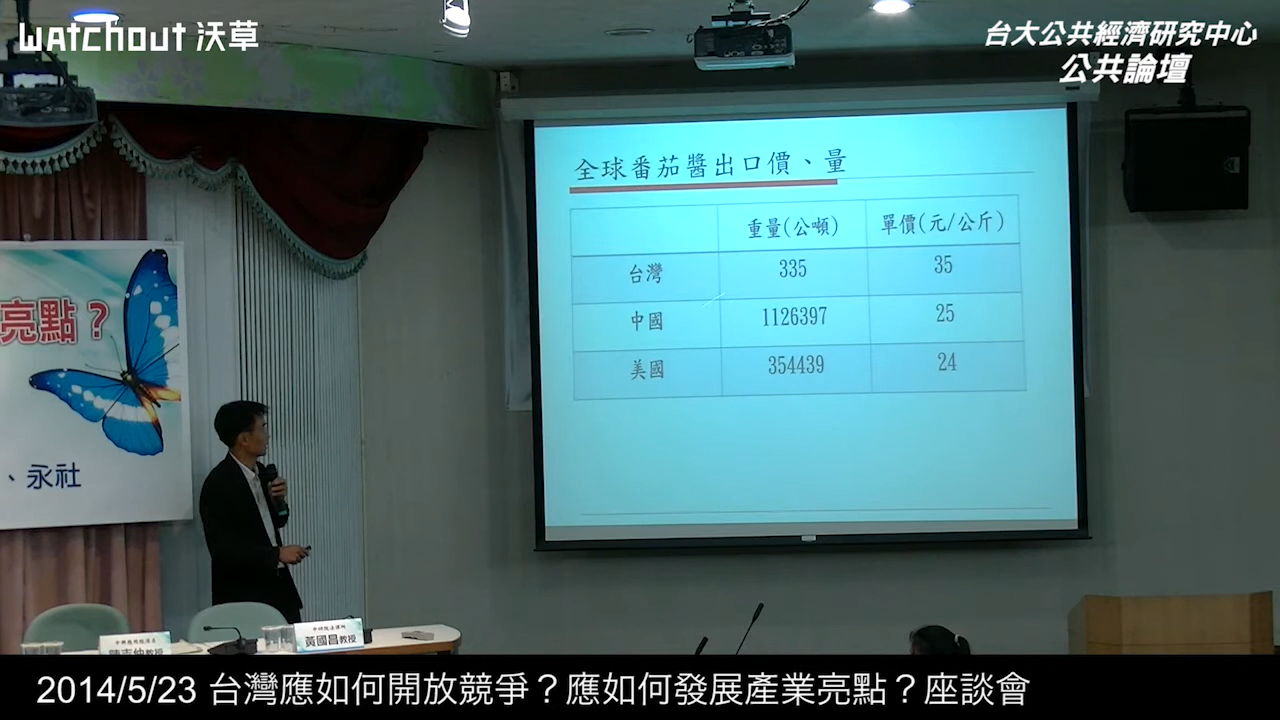 WATCHOUT 沃草
台大公共經濟研究中心
公共論壇
全球番茄醬出口價、量
重量(公噸) 單價(元/公斤)
台灣 335 35
中國 1126397 25
美國 354439 24
亮點？
、永社
黃國昌教授
2014/5/23 台灣應如何開放競爭？應如何發展產業亮點？座談會